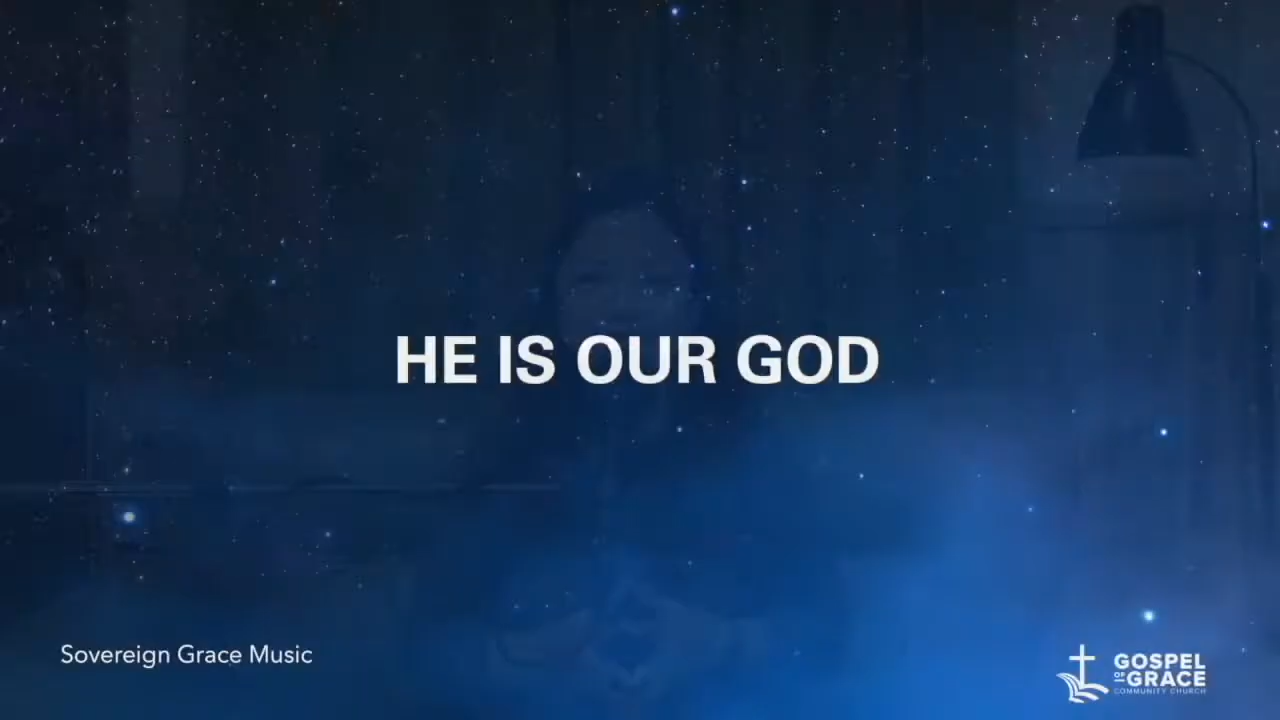 HE IS OUR GOD
Sovereign Grace Music
GOSPEL
OF GRACE
COMMUNITY CHURCH